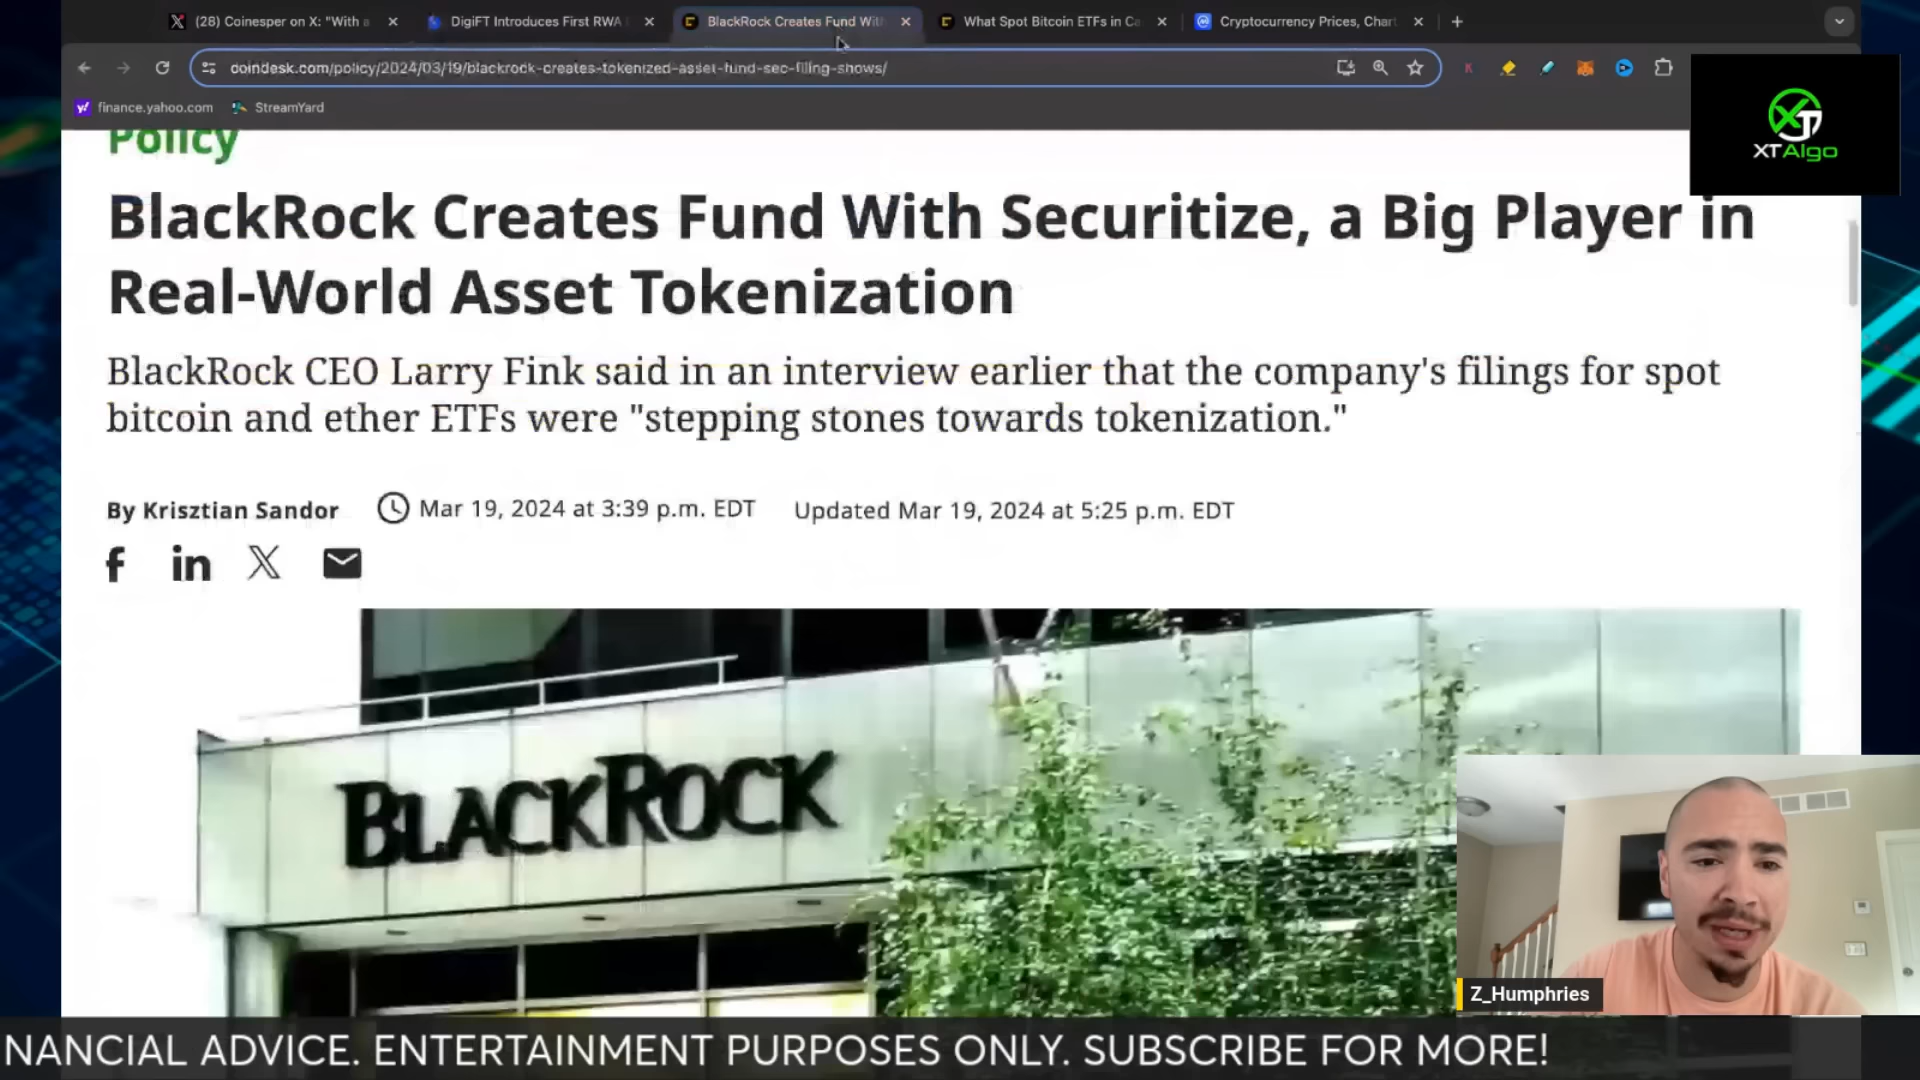 (28) Coinesper on X: "With a
DigiFT Introduces First RWA
BlackRock Creates Fund With
What Spot Bitcoin ETFs in Ca
Cryptocurrency Prices, Chart
coindesk.com/policy/2024/03/19/blackrock-creates-tokenized-asset-fund-sec-filing-shows/
finance.yahoo.com
StreamYard
XTAlgo
Policy
BlackRock Creates Fund With Securitize, a Big Player in
Real-World Asset Tokenization
BlackRock CEO Larry Fink said in an interview earlier that the company's filings for spot
bitcoin and ether ETFs were "stepping stones towards tokenization."
By Krisztian Sandor
Mar 19, 2024 at 3:39 p.m. EDT
Updated Mar 19, 2024 at 5:25 p.m. EDT
BLACKROCK
Z_Humphries
NANCIAL ADVICE. ENTERTAINMENT PURPOSES ONLY. SUBSCRIBE FOR MORE!